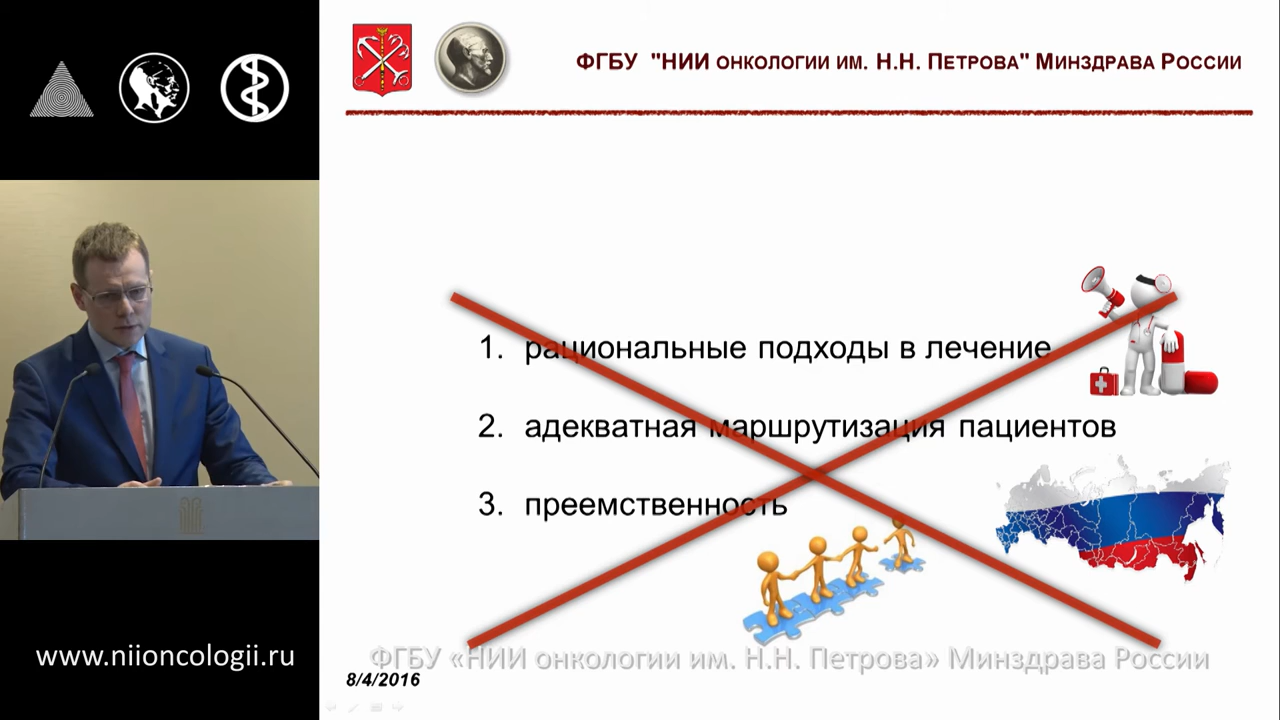 ФГБУ "НИИ ОНКОЛОГИИ ИМ. Н.Н. ПЕТРОВА" МИНЗДРАВА РОССИИ
1. рациональные подходы в лечение
2. адекватная маршрутизация пациентов
3. преемственность
www.niioncologii.ru
ФГБУ «НИИ онкологии им. Н.Н. Петрова» Минздрава России
8/4/2016